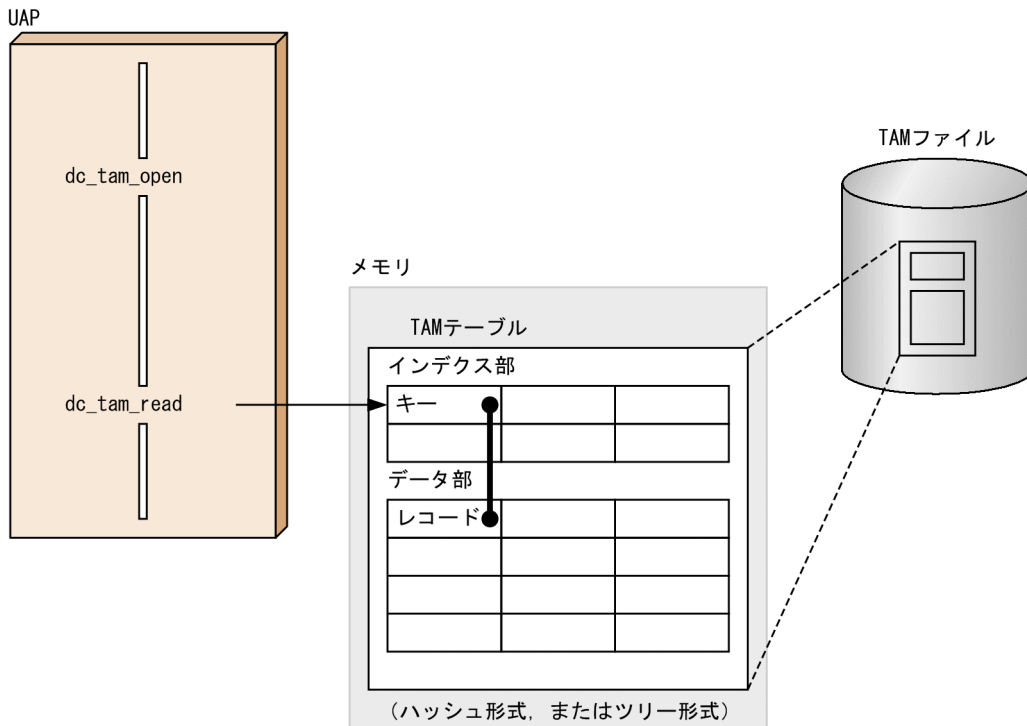 UAP
dc_tam_open
dc_tam_read
TAMファイル
メモリ
TAMテーブル
インデクス部
キー
データ部
レコード
（ハッシュ形式，またはツリー形式）